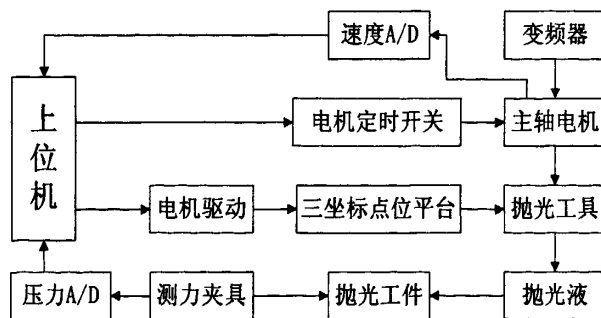 速度A/D
变频器
上位机
电机定时开关
主轴电机
电机驱动
三坐标点位平台
抛光工具
压力A/D
测力夹具
抛光工件
抛光液